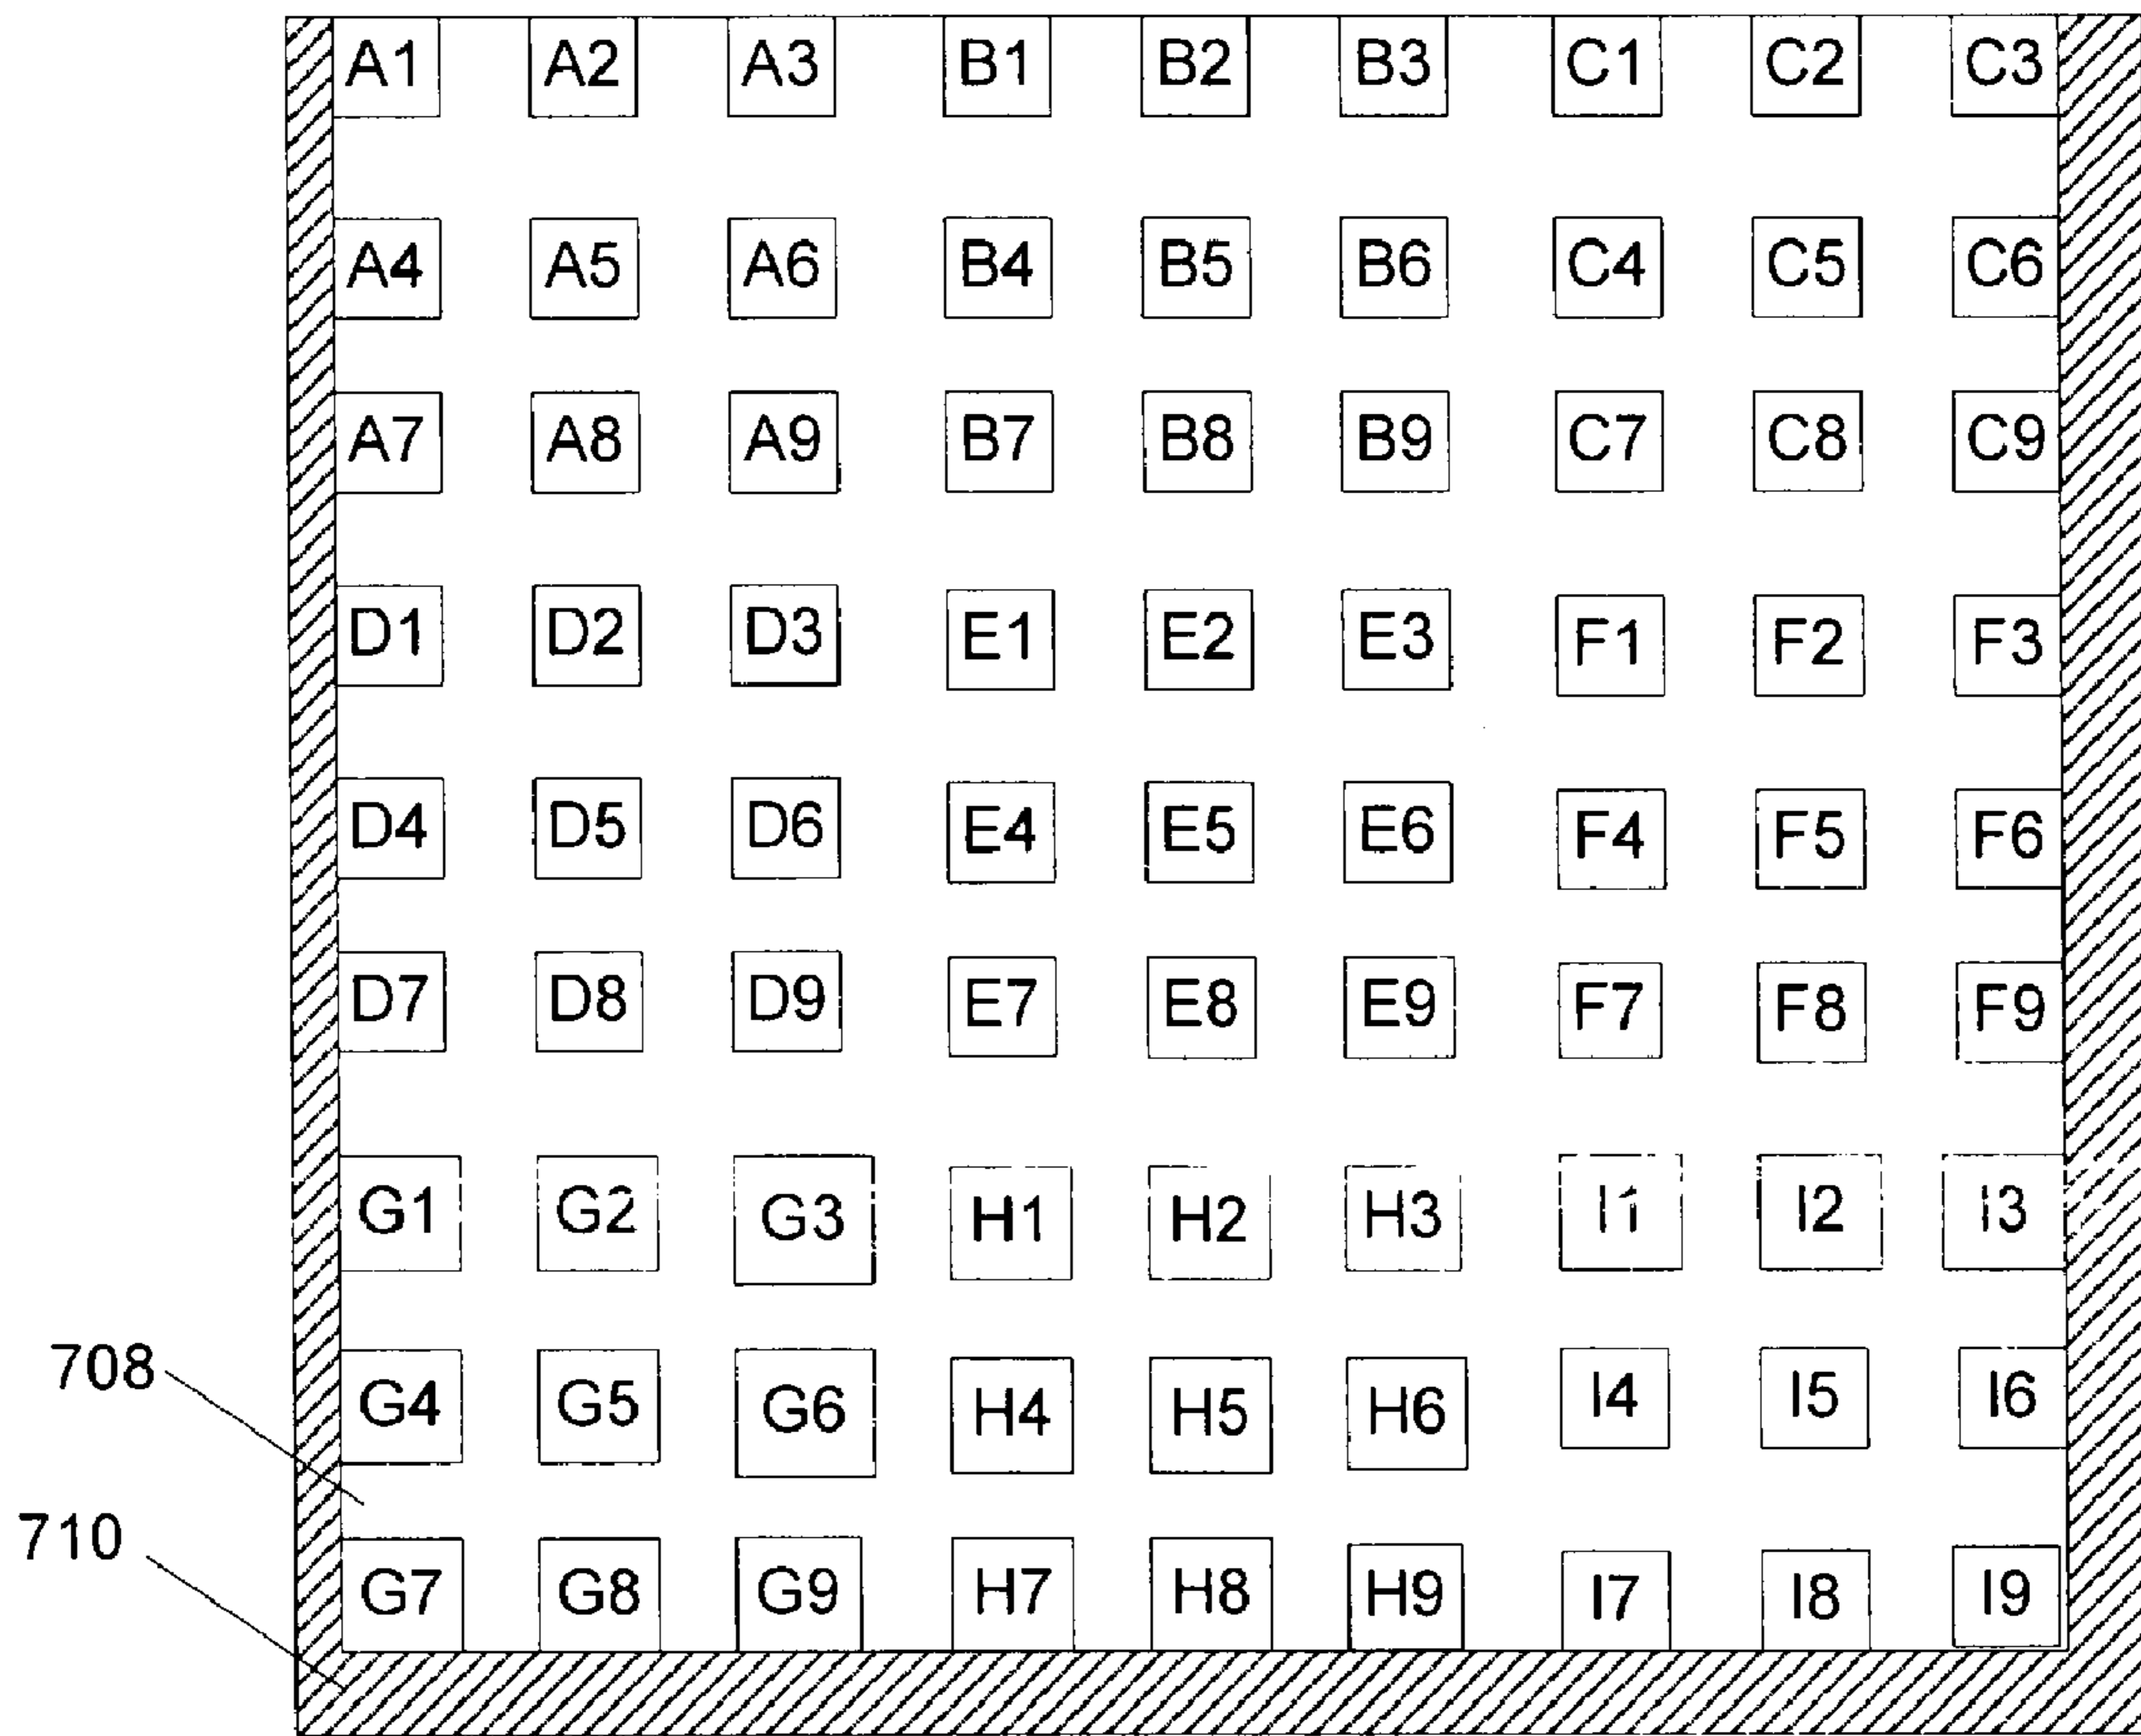 A1 A2 A3 B1 B2 B3 C1 C2 C3
A4 A5 A6 B4 B5 B6 C4 C5 C6
A7 A8 A9 B7 B8 B9 C7 C8 C9
D1 D2 D3 E1 E2 E3 F1 F2 F3
D4 D5 D6 E4 E5 E6 F4 F5 F6
D7 D8 D9 E7 E8 E9 F7 F8 F9
G1 G2 G3 H1 H2 H3 I1 I2 I3
708 G4 G5 G6 H4 H5 H6 I4 I5 I6
710 G7 G8 G9 H7 H8 H9 I7 I8 I9